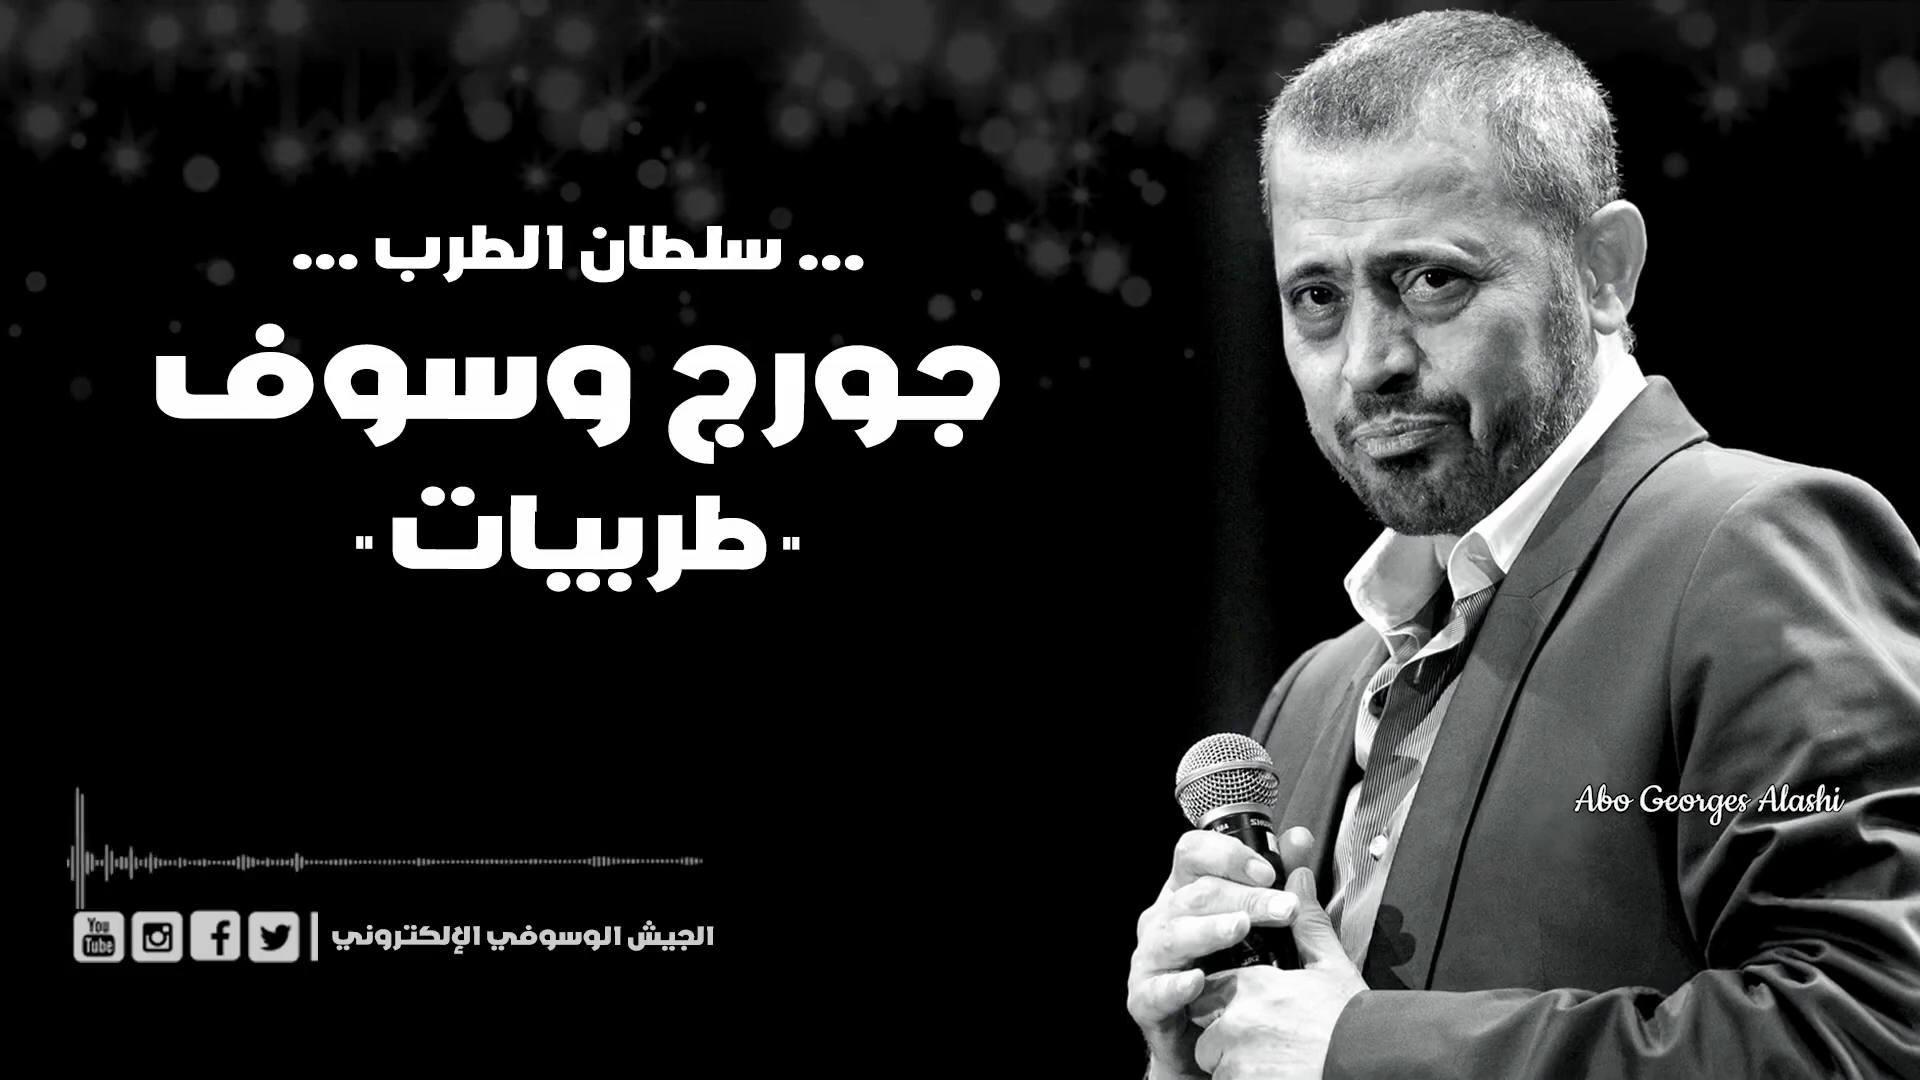 ... سلطان الطرب ...
جورج وسوف
" طربيات "
Abo Georges Alashi
You Tube
الجيش الوسوفي الإلكتروني